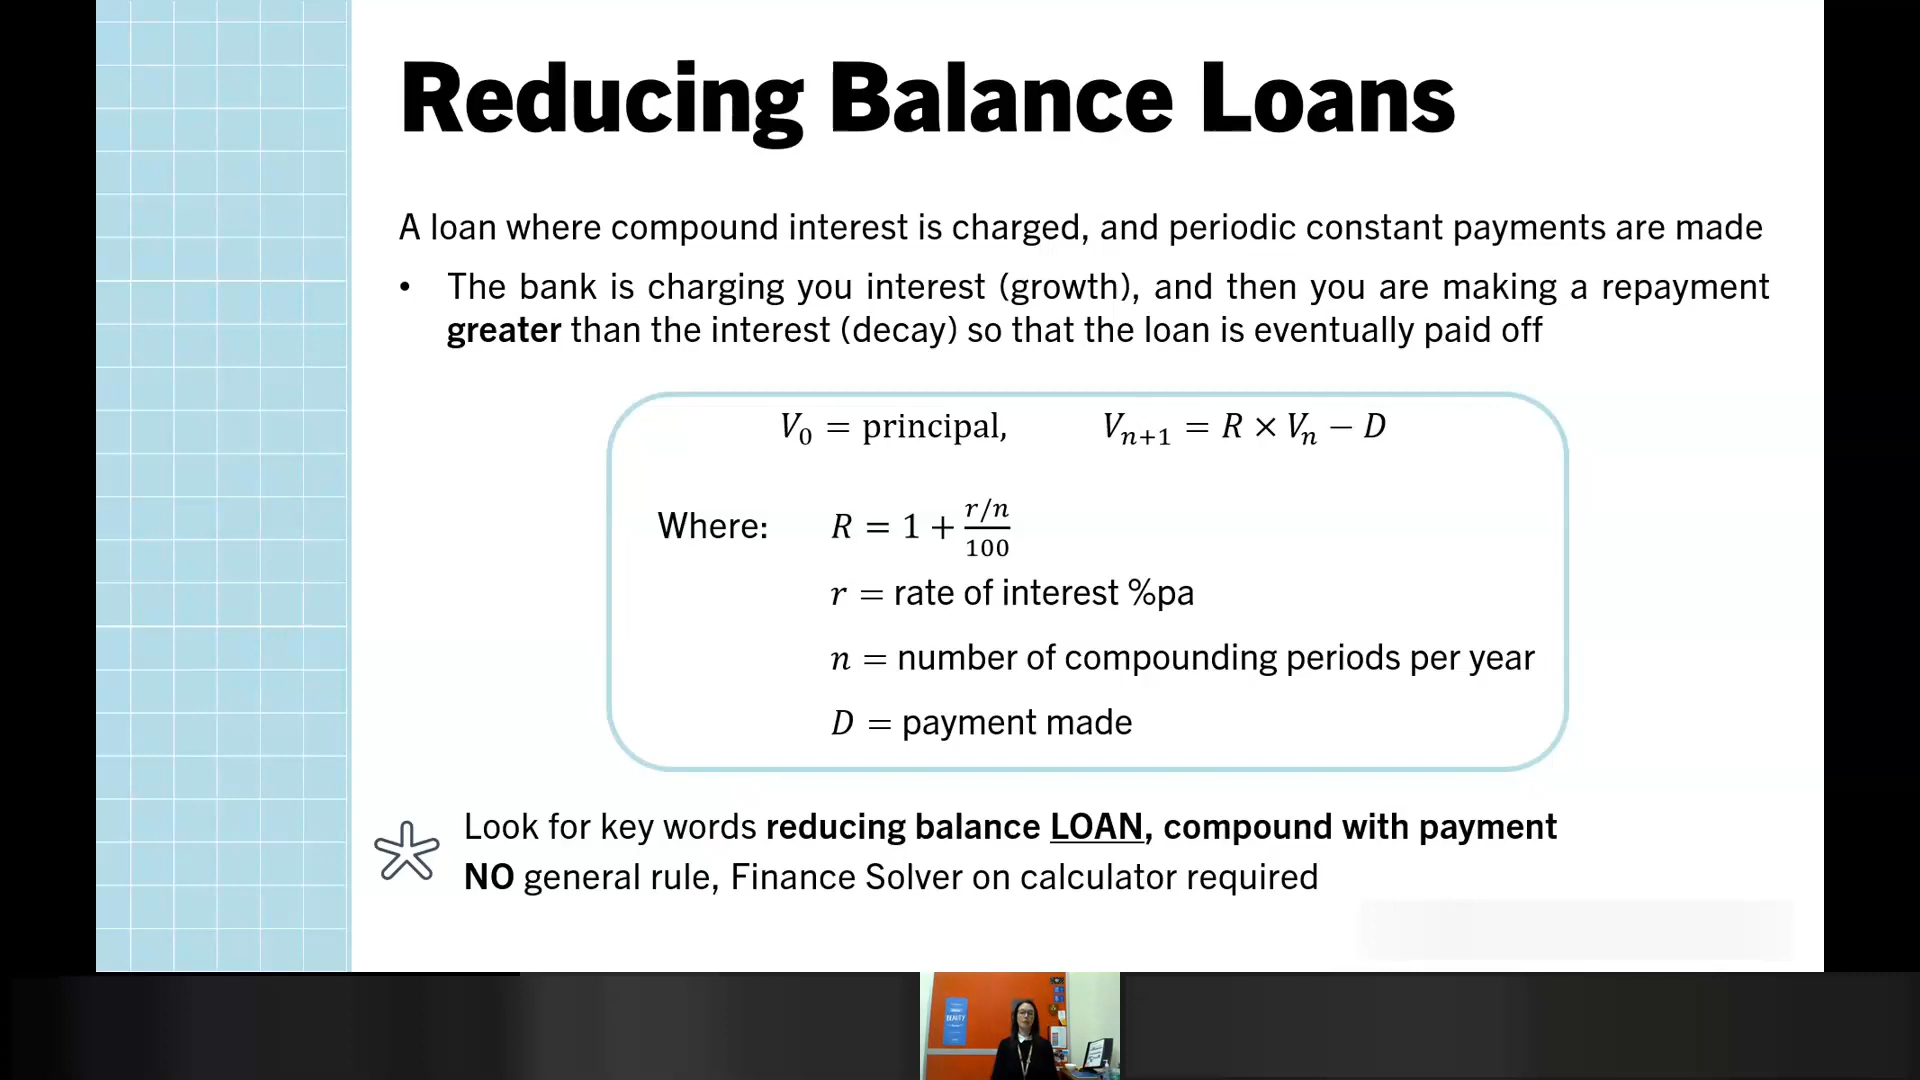 Reducing Balance Loans
A loan where compound interest is charged, and periodic constant payments are made
• The bank is charging you interest (growth), and then you are making a repayment
greater than the interest (decay) so that the loan is eventually paid off
V₀ = principal, Vₙ₊₁ = R × Vₙ − D
Where: R = 1 + (r/n)/100
r = rate of interest %pa
n = number of compounding periods per year
D = payment made
Look for key words reducing balance LOAN, compound with payment
NO general rule, Finance Solver on calculator required
BEAUTY